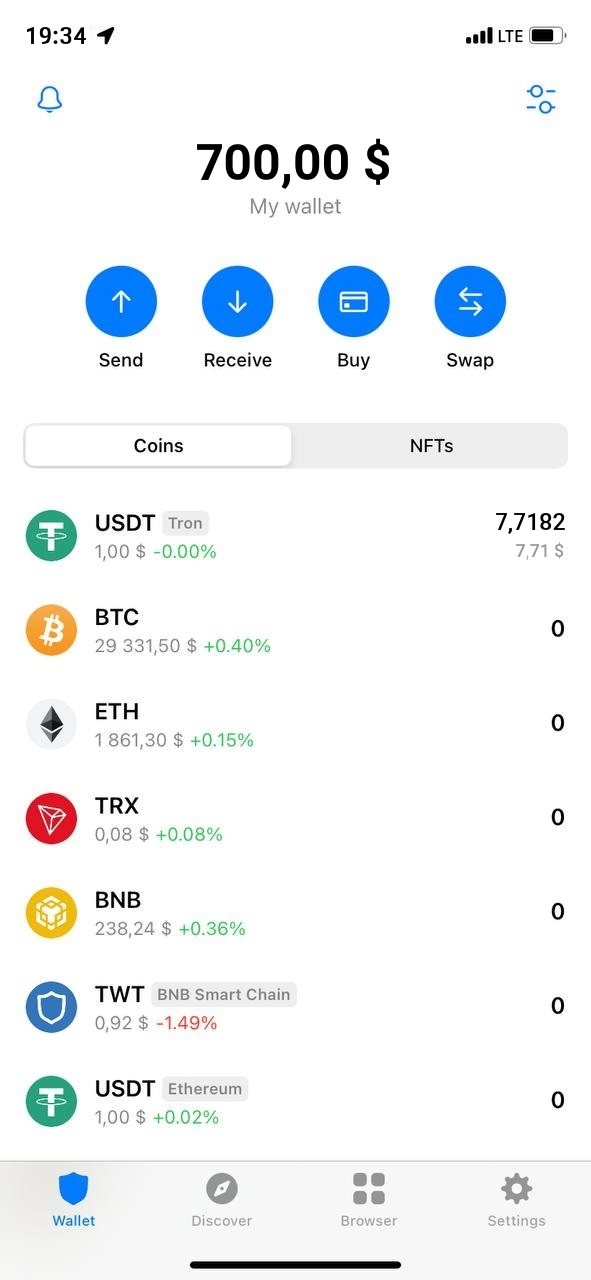 19:34 LTE
700,00 $
My wallet
Send Receive Buy Swap
Coins NFTs
USDT Tron 7,7182
1,00 $ -0.00% 7,71 $
BTC 0
29 331,50 $ +0.40%
ETH 0
1 861,30 $ +0.15%
TRX 0
0,08 $ +0.08%
BNB 0
238,24 $ +0.36%
TWT BNB Smart Chain 0
0,92 $ -1.49%
USDT Ethereum 0
1,00 $ +0.02%
Wallet Discover Browser Settings